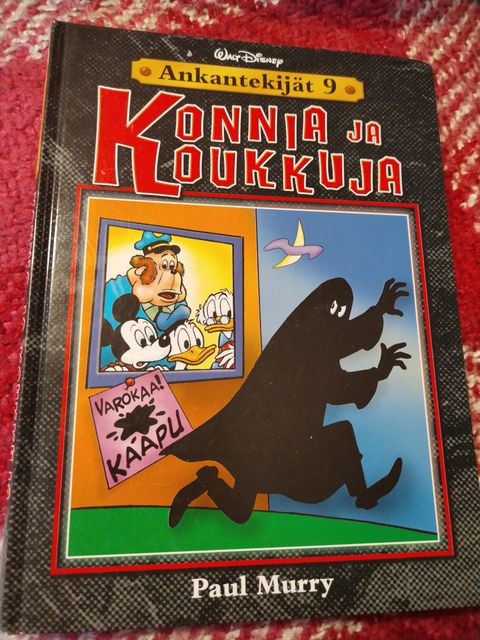 Walt Disney
Ankantekijät 9
KONNIA JA
KOUKKUJA
VAROKAA!
KAAPU
Paul Murry